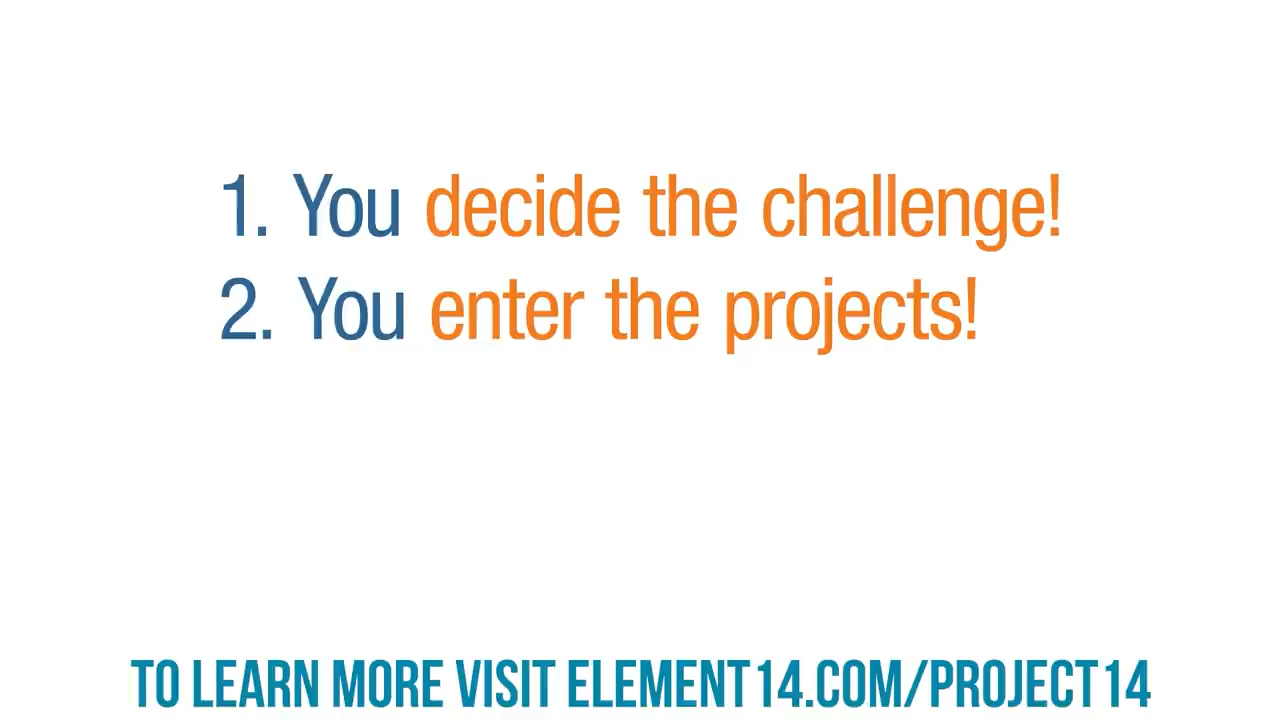 1. You decide the challenge!
2. You enter the projects!
TO LEARN MORE VISIT ELEMENT14.COM/PROJECT14